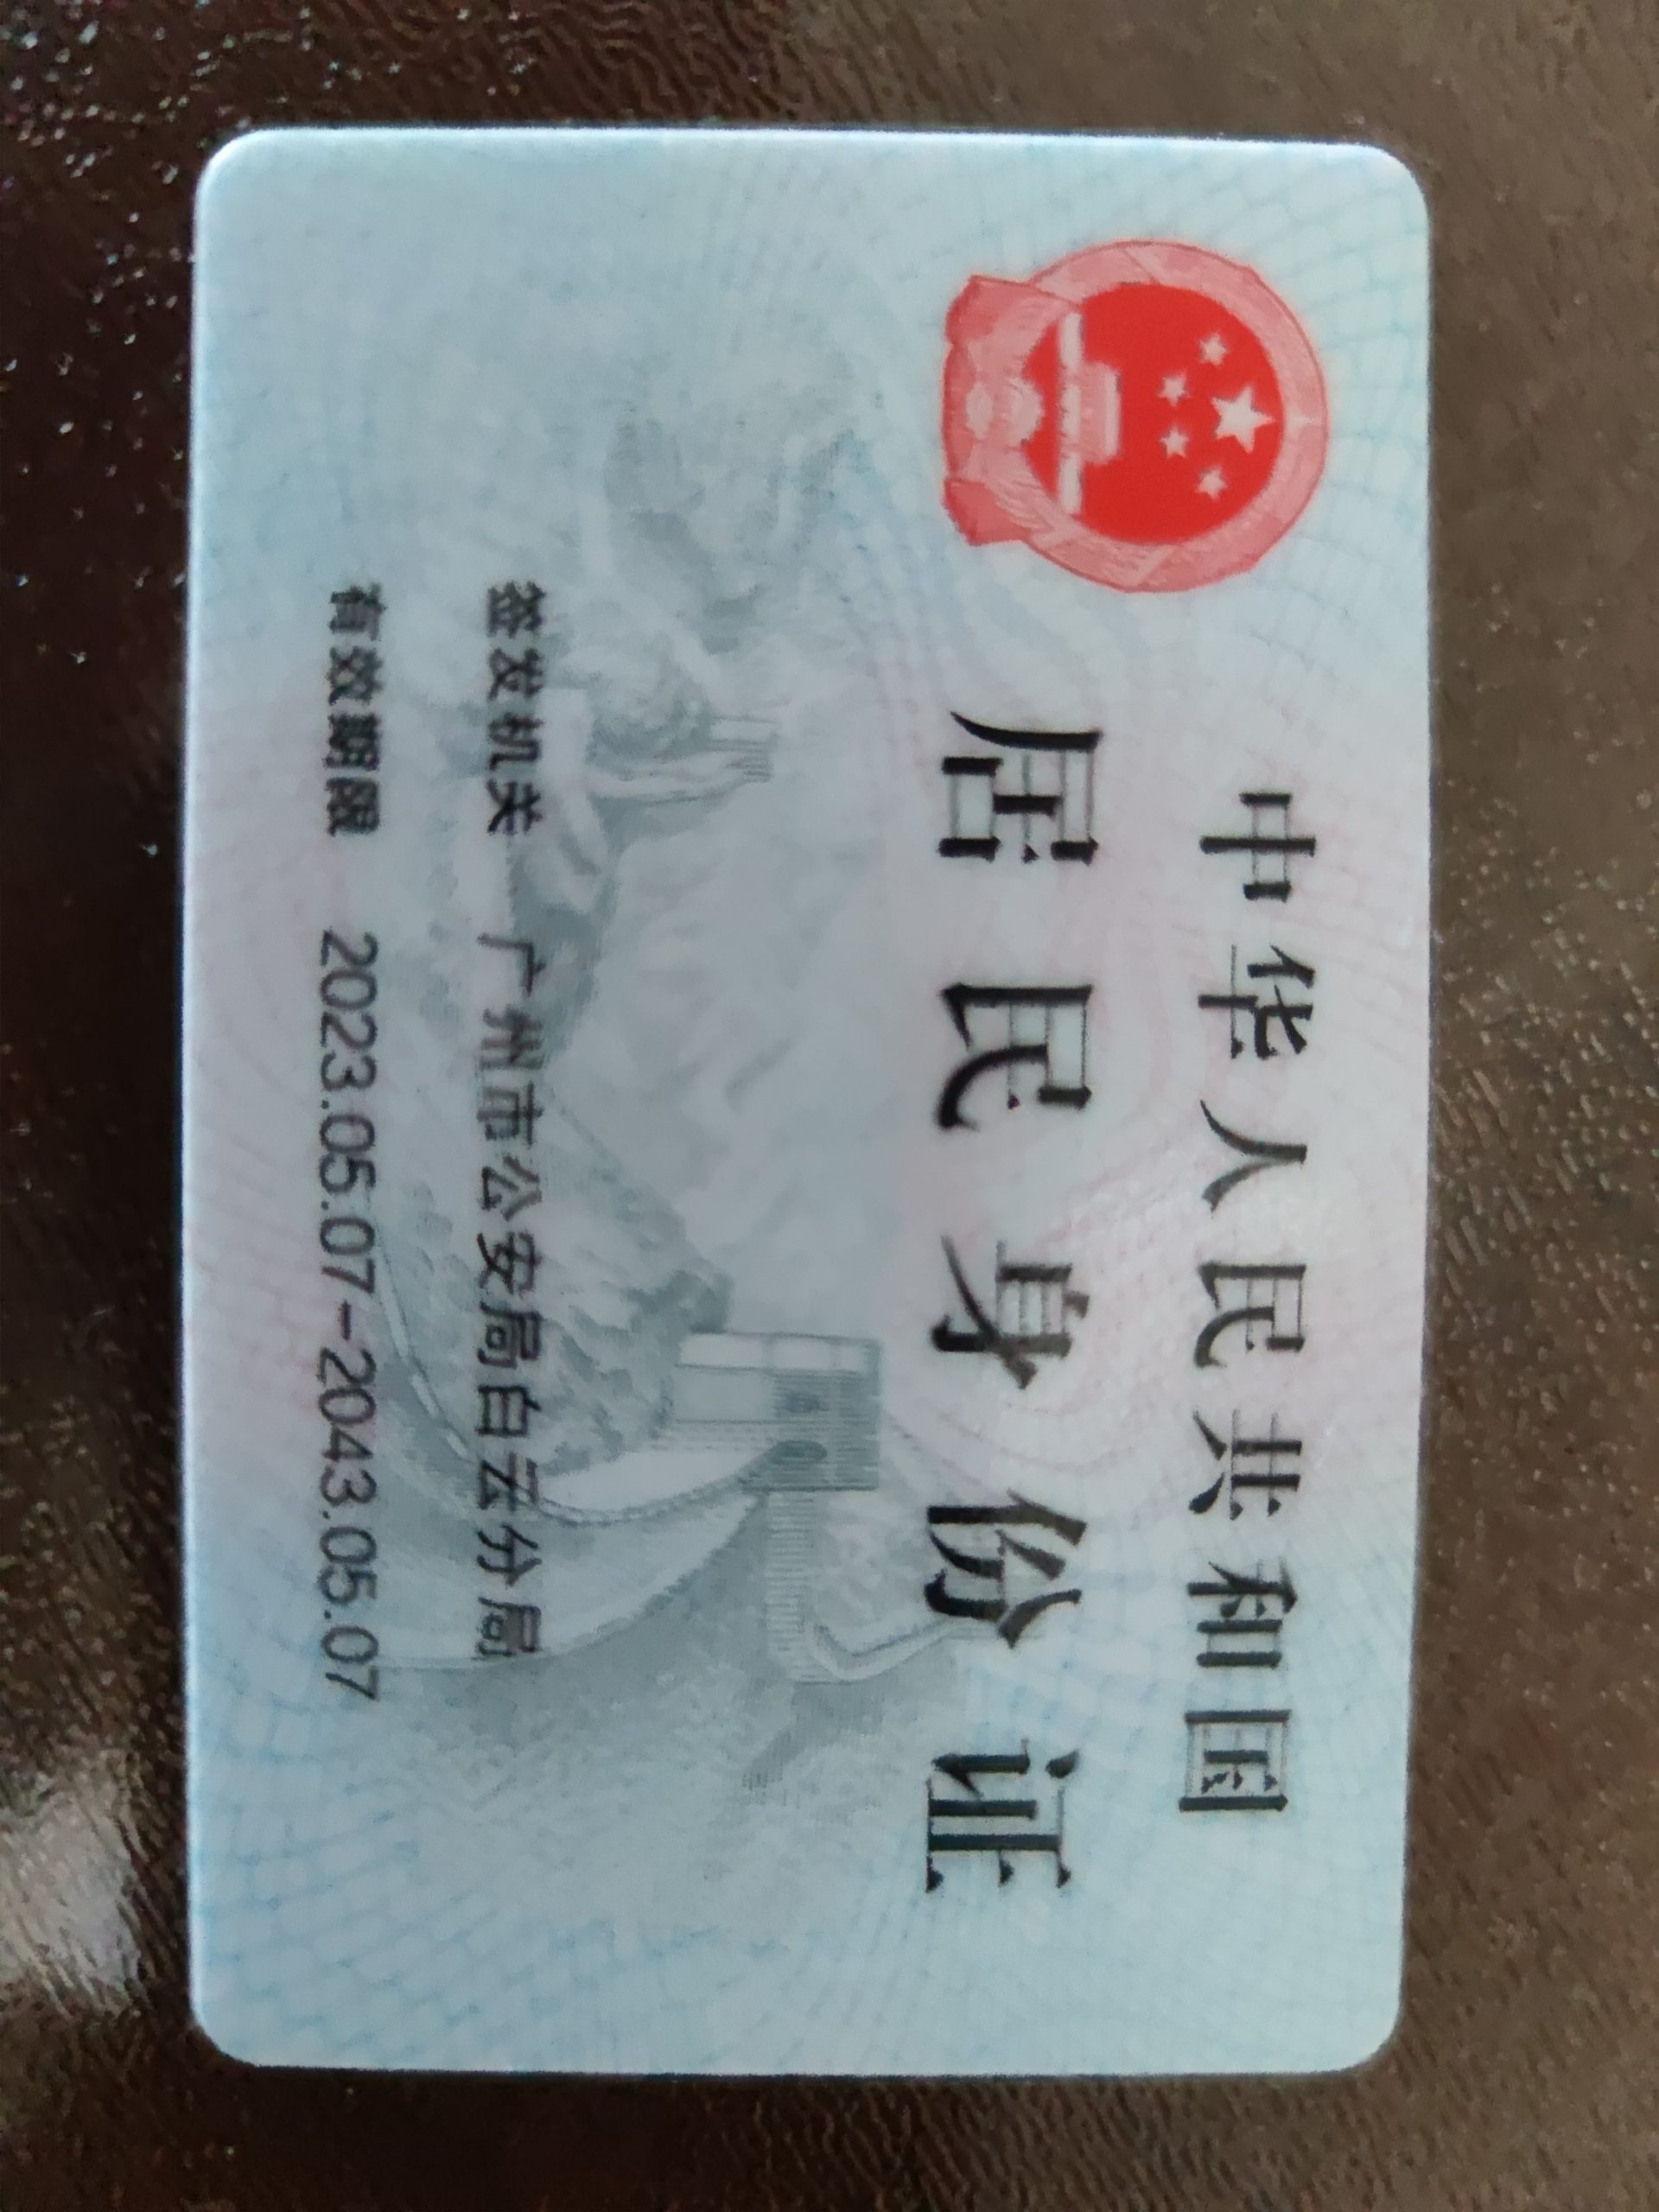 中华人民共和国
居民身份证
签发机关 广州市公安局白云分局
有效期限 2023.05.07-2043.05.07